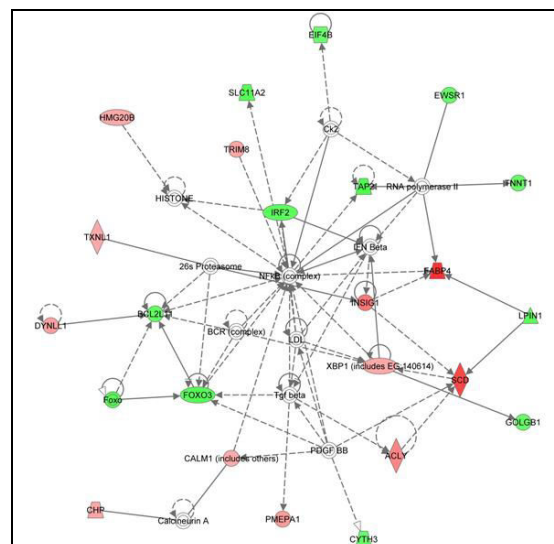 EIF4B
SLC11A2
EWSR1
HMG20B
Ck2
TRIM8
TAP2
RNA polymerase II
FNNT1
HISTONE
IRF2
TXNL1
IFN Beta
26s Proteasome
NFkB (complex)
FABP4
INSIG1
DYNLL1
BCL2L11
LPIN1
BCR (complex)
LDL
XBP1 (includes EG:140614)
SCD
Foxo
FOXO3
Tgf beta
GOLGB1
PDGF BB
CALM1 (includes others)
ACLY
CHP
Calcineurin A
PMEPA1
CYTH3